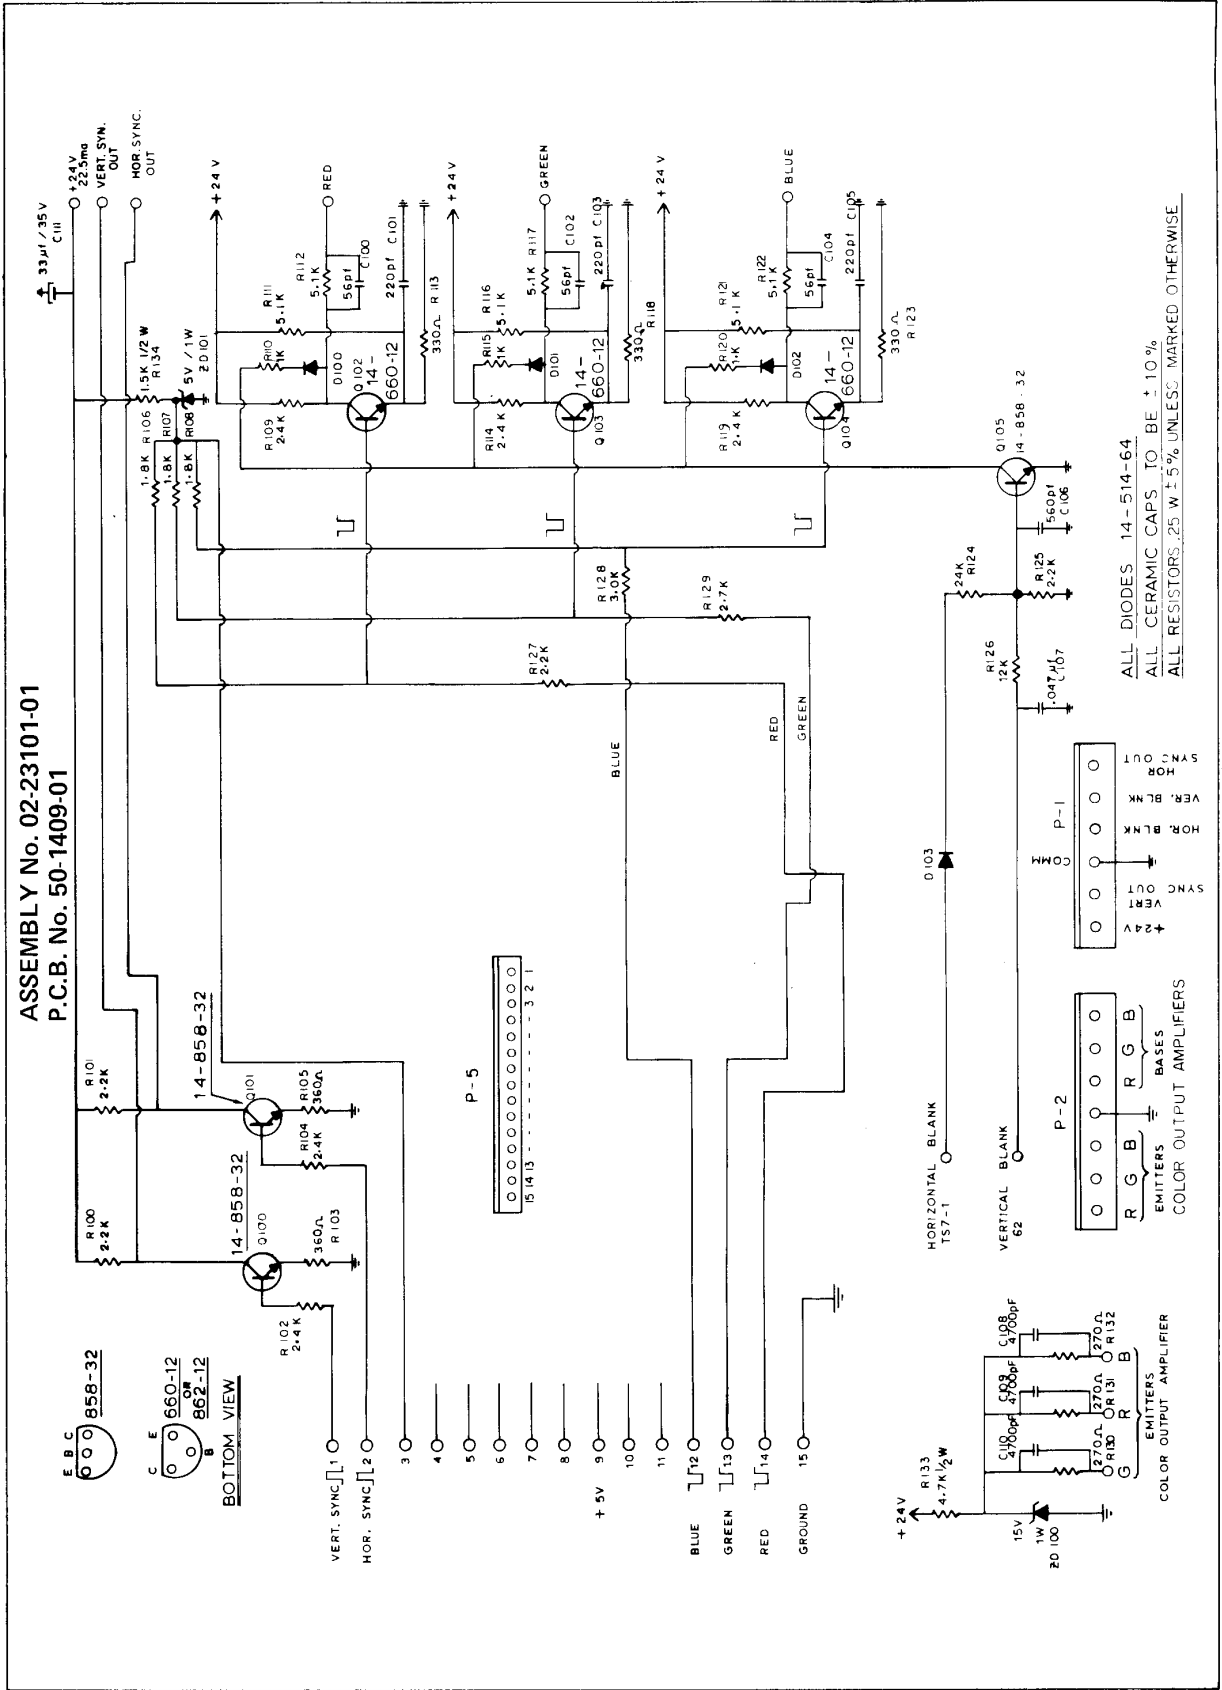 ASSEMBLY No. 02-23101-01
P.C.B. No. 50-1409-01
33µf / 35V
C111
+24V
22.5ma
VERT. SYN.
OUT
HOR. SYNC.
OUT
R101
2.2K
R100
2.2K
14-858-32
Q101
14-858-32
Q100
R105
360Ω
R104
2.4K
360Ω
R103
R102
2.4K
1.5K 1/2 W
R134
5V / 1W
ZD101
1.8K R106
1.8K R107
1.8K R108
+24V
R109
2.4K
R110
1K
R111
5.1K
R112
5.1K
56pf
C100
RED
D100
Q102
14-
660-12
220pf C101
330Ω R113
+24V
R114
2.4K
R115
1K
R116
5.1K
5.1K R117
56pf
C102
GREEN
D101
14-
660-12
Q103
220pf C103
330Ω
R118
+24V
R119
2.4K
R120
1.K
R121
5.1K
R122
5.1K
56pf
C104
BLUE
D102
14-
660-12
Q104
220pf C105
330Ω
R123
Q105
14-858-32
560pf
C106
24K
R124
R125
2.2K
R126
12K
.047µf
C107
R127
2.2K
R128
3.0K
R129
2.7K
BLUE
RED
GREEN
D103
HORIZONTAL BLANK
TS7-1
VERTICAL BLANK
62
P-5
15 14 13 - - - - - - - - - 3 2 1
E B C
858-32
C E
B
660-12
OR
862-12
BOTTOM VIEW
VERT. SYNC 1
HOR. SYNC 2
3
4
5
6
7
8
+ 5V 9
10
11
BLUE 12
GREEN 13
RED 14
GROUND 15
+24V
R133
4.7K 1/2W
15V
1W
ZD100
C110
4700pF
C109
4700pF
C108
4700pF
270Ω
R130
270Ω
R131
270Ω
R132
G R B
EMITTERS
COLOR OUTPUT AMPLIFIER
P-2
R G B R G B
EMITTERS BASES
COLOR OUTPUT AMPLIFIERS
P-1
+24V
VERT
SYNC OUT
COMM
HOR. BLNK
VER. BLNK
HOR
SYNC OUT
ALL DIODES 14-514-64
ALL CERAMIC CAPS TO BE ± 10%
ALL RESISTORS .25 W ± 5% UNLESS MARKED OTHERWISE